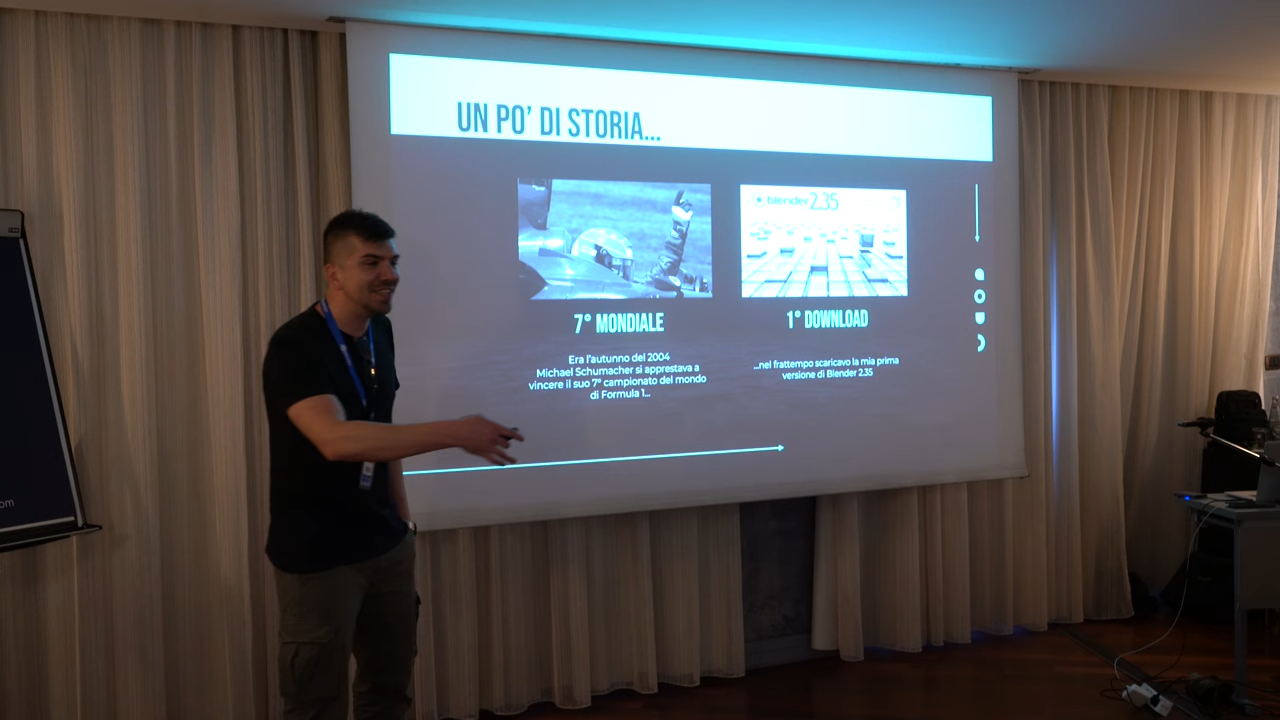 UN PO' DI STORIA...
blender 2.35
7° MONDIALE
1° DOWNLOAD
Era l'autunno del 2004
Michael Schumacher si apprestava a
vincere il suo 7° campionato del mondo
di Formula 1...
...nel frattempo scaricavo la mia prima
versione di Blender 2.35
om